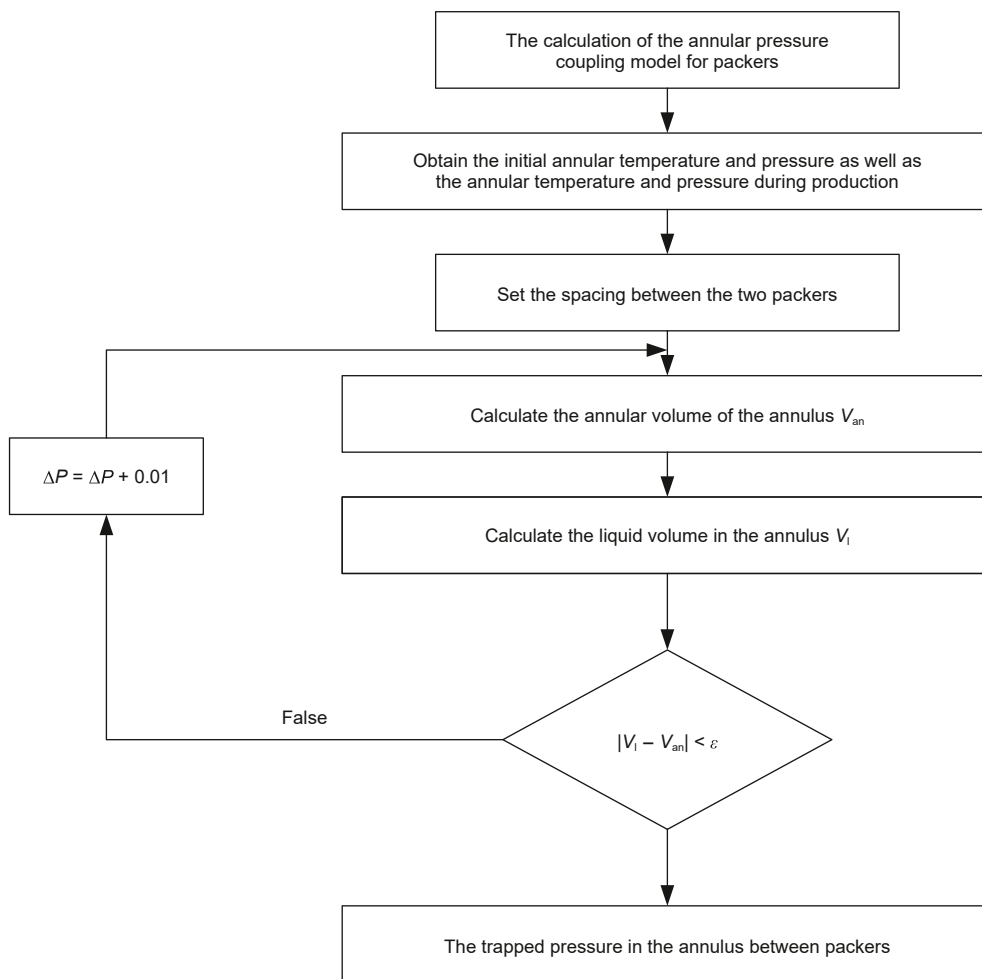 The calculation of the annular pressure
coupling model for packers
Obtain the initial annular temperature and pressure as well as
the annular temperature and pressure during production
Set the spacing between the two packers
Calculate the annular volume of the annulus Van
ΔP = ΔP + 0.01
Calculate the liquid volume in the annulus Vl
False
|Vl − Van| < ε
The trapped pressure in the annulus between packers